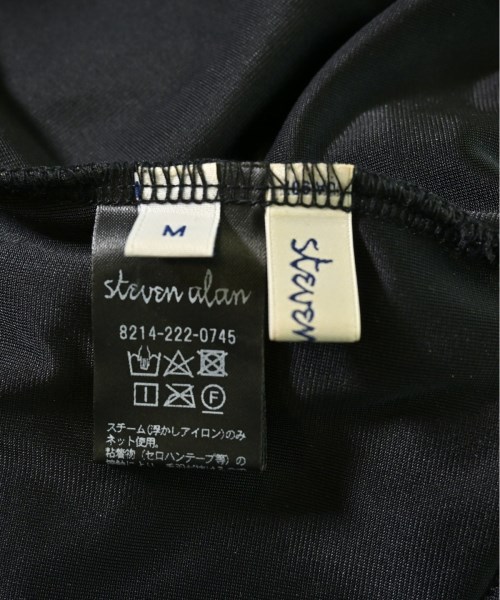 M
steven alan
8214-222-0745
F
スチーム(浮かしアイロン)のみ
ネット使用。
粘着物(セロハンテープ等)の
steven